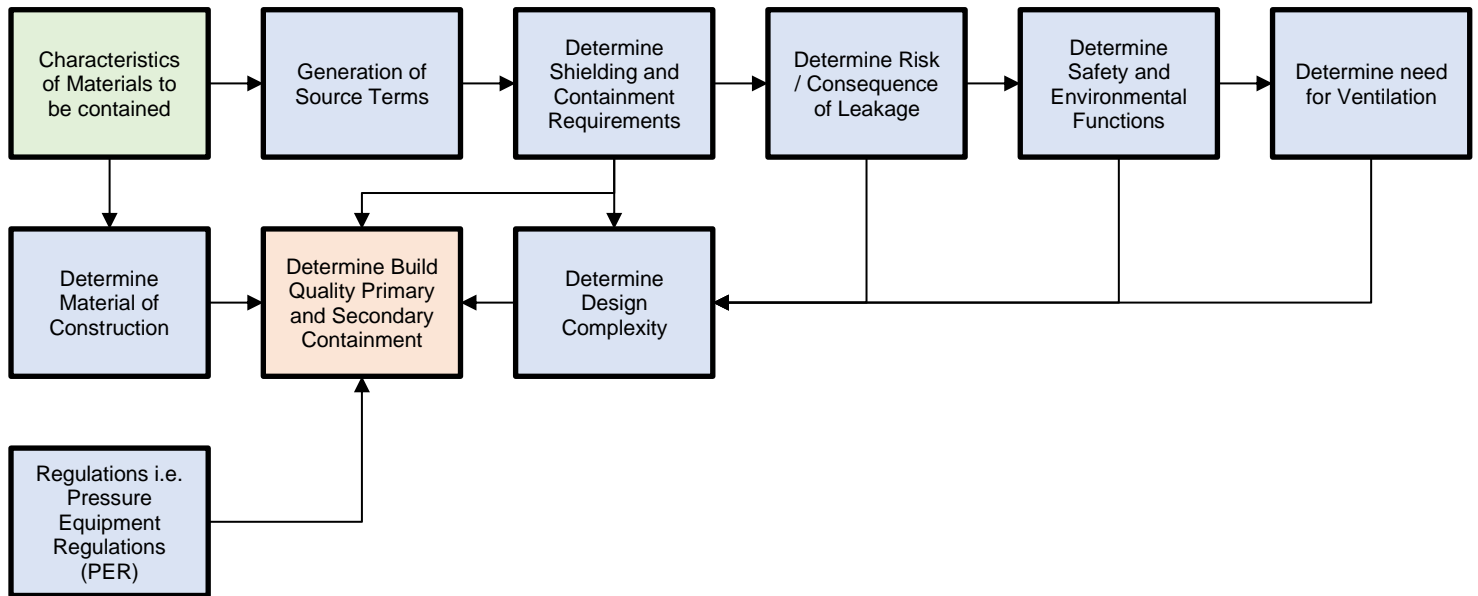 Characteristics
of Materials to
be contained
Generation of
Source Terms
Determine
Shielding and
Containment
Requirements
Determine Risk
/ Consequence
of Leakage
Determine
Safety and
Environmental
Functions
Determine need
for Ventilation
Determine
Material of
Construction
Determine Build
Quality Primary
and Secondary
Containment
Determine
Design
Complexity
Regulations i.e.
Pressure
Equipment
Regulations
(PER)